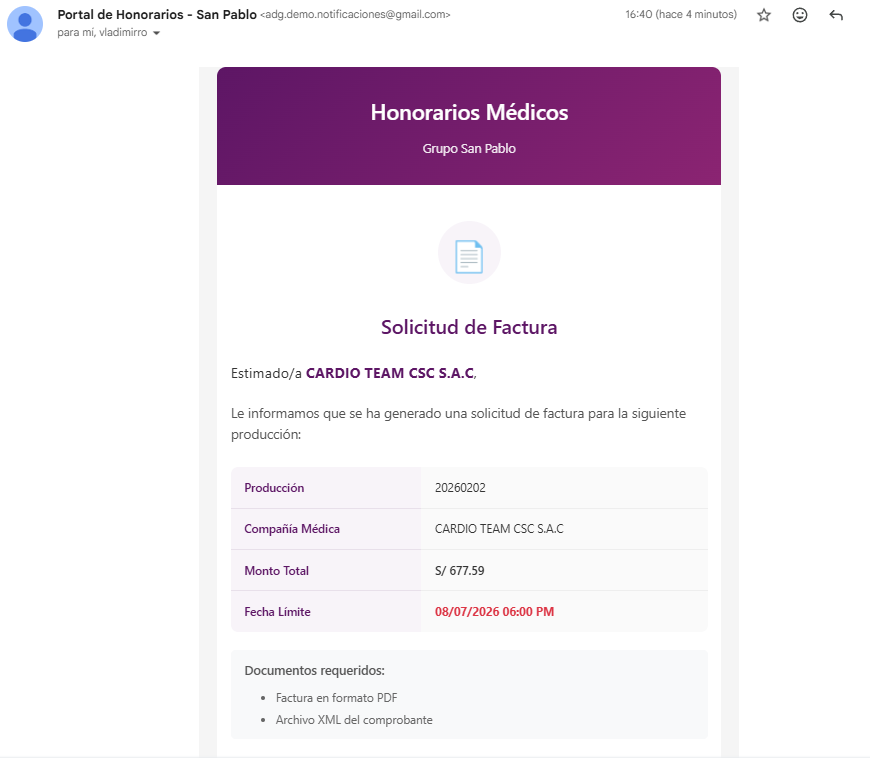 Portal de Honorarios - San Pablo <adg.demo.notificaciones@gmail.com>
16:40 (hace 4 minutos)
para mí, vladimirro
Honorarios Médicos
Grupo San Pablo
Solicitud de Factura
Estimado/a CARDIO TEAM CSC S.A.C,
Le informamos que se ha generado una solicitud de factura para la siguiente
producción:
Producción 20260202
Compañía Médica CARDIO TEAM CSC S.A.C
Monto Total S/ 677.59
Fecha Límite 08/07/2026 06:00 PM
Documentos requeridos:
• Factura en formato PDF
• Archivo XML del comprobante